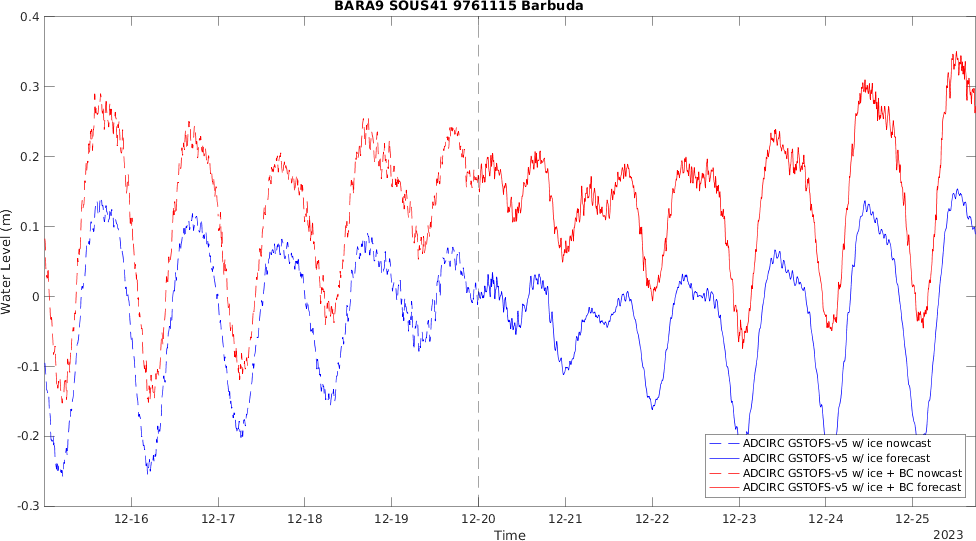 BARA9 SOUS41 9761115 Barbuda
0.4
0.3
0.2
0.1
0
-0.1
-0.2
-0.3
Water Level (m)
12-16 12-17 12-18 12-19 12-20 12-21 12-22 12-23 12-24 12-25
Time
2023
ADCIRC GSTOFS-v5 w/ ice nowcast
ADCIRC GSTOFS-v5 w/ ice forecast
ADCIRC GSTOFS-v5 w/ ice + BC nowcast
ADCIRC GSTOFS-v5 w/ ice + BC forecast